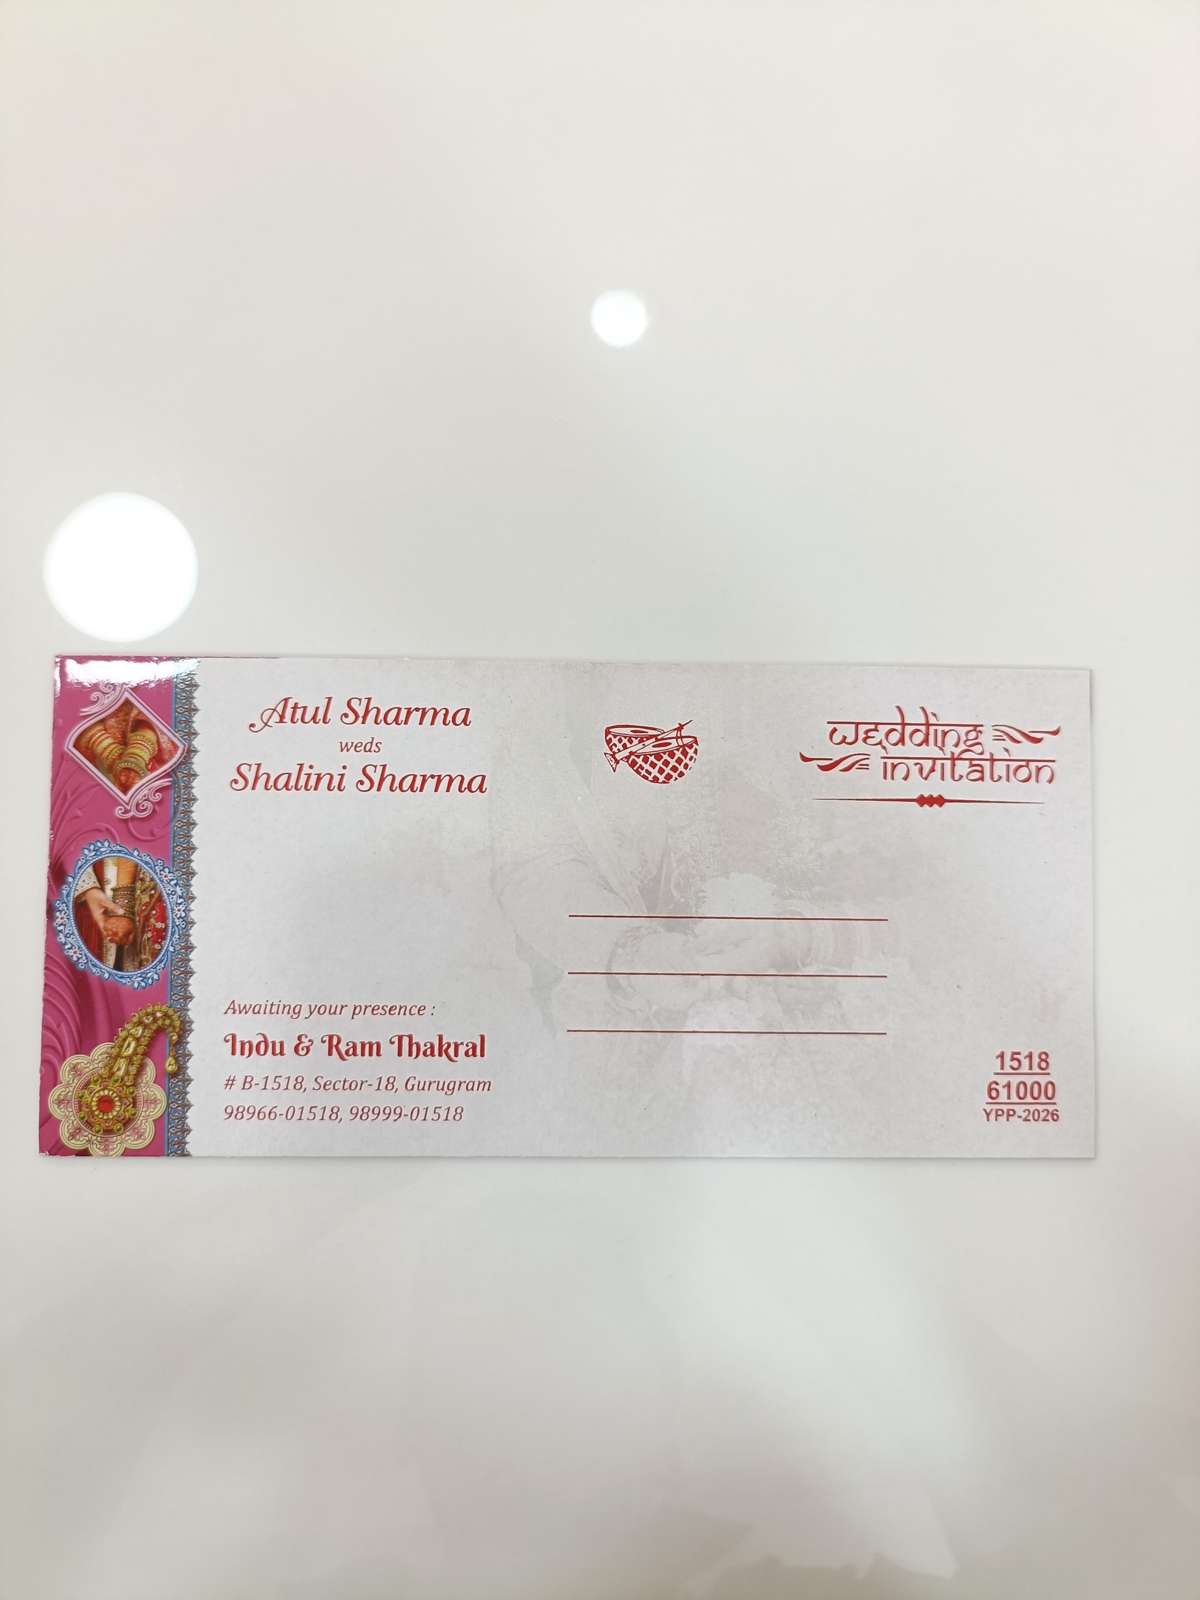 Atul Sharma
weds
Shalini Sharma
wedding
invitation
Awaiting your presence :
Indu & Ram Thakral
# B-1518, Sector-18, Gurugram
98966-01518, 98999-01518
1518
61000
YPP-2026